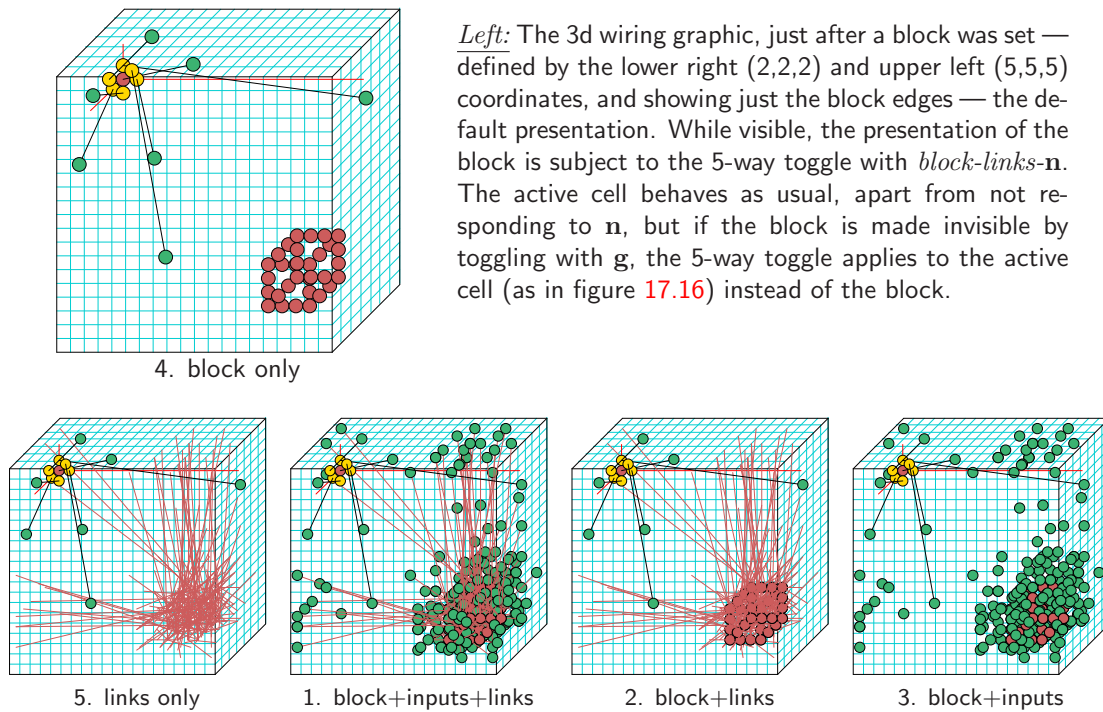 Left: The 3d wiring graphic, just after a block was set —
defined by the lower right (2,2,2) and upper left (5,5,5)
coordinates, and showing just the block edges — the de-
fault presentation. While visible, the presentation of the
block is subject to the 5-way toggle with block-links-n.
The active cell behaves as usual, apart from not re-
sponding to n, but if the block is made invisible by
toggling with g, the 5-way toggle applies to the active
cell (as in figure 17.16) instead of the block.
4. block only
5. links only
1. block+inputs+links
2. block+links
3. block+inputs